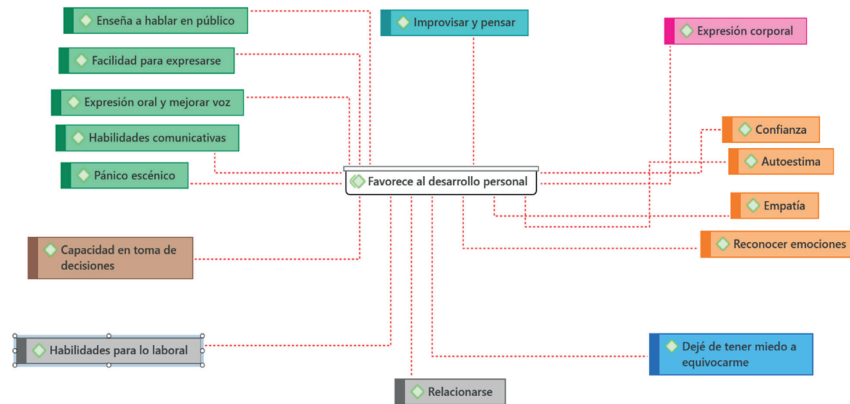 Enseña a hablar en público
Improvisar y pensar
Expresión corporal
Facilidad para expresarse
Expresión oral y mejorar voz
Habilidades comunicativas
Confianza
Autoestima
Pánico escénico
Favorece al desarrollo personal
Empatía
Capacidad en toma de
decisiones
Reconocer emociones
Habilidades para lo laboral
Dejé de tener miedo a
equivocarme
Relacionarse